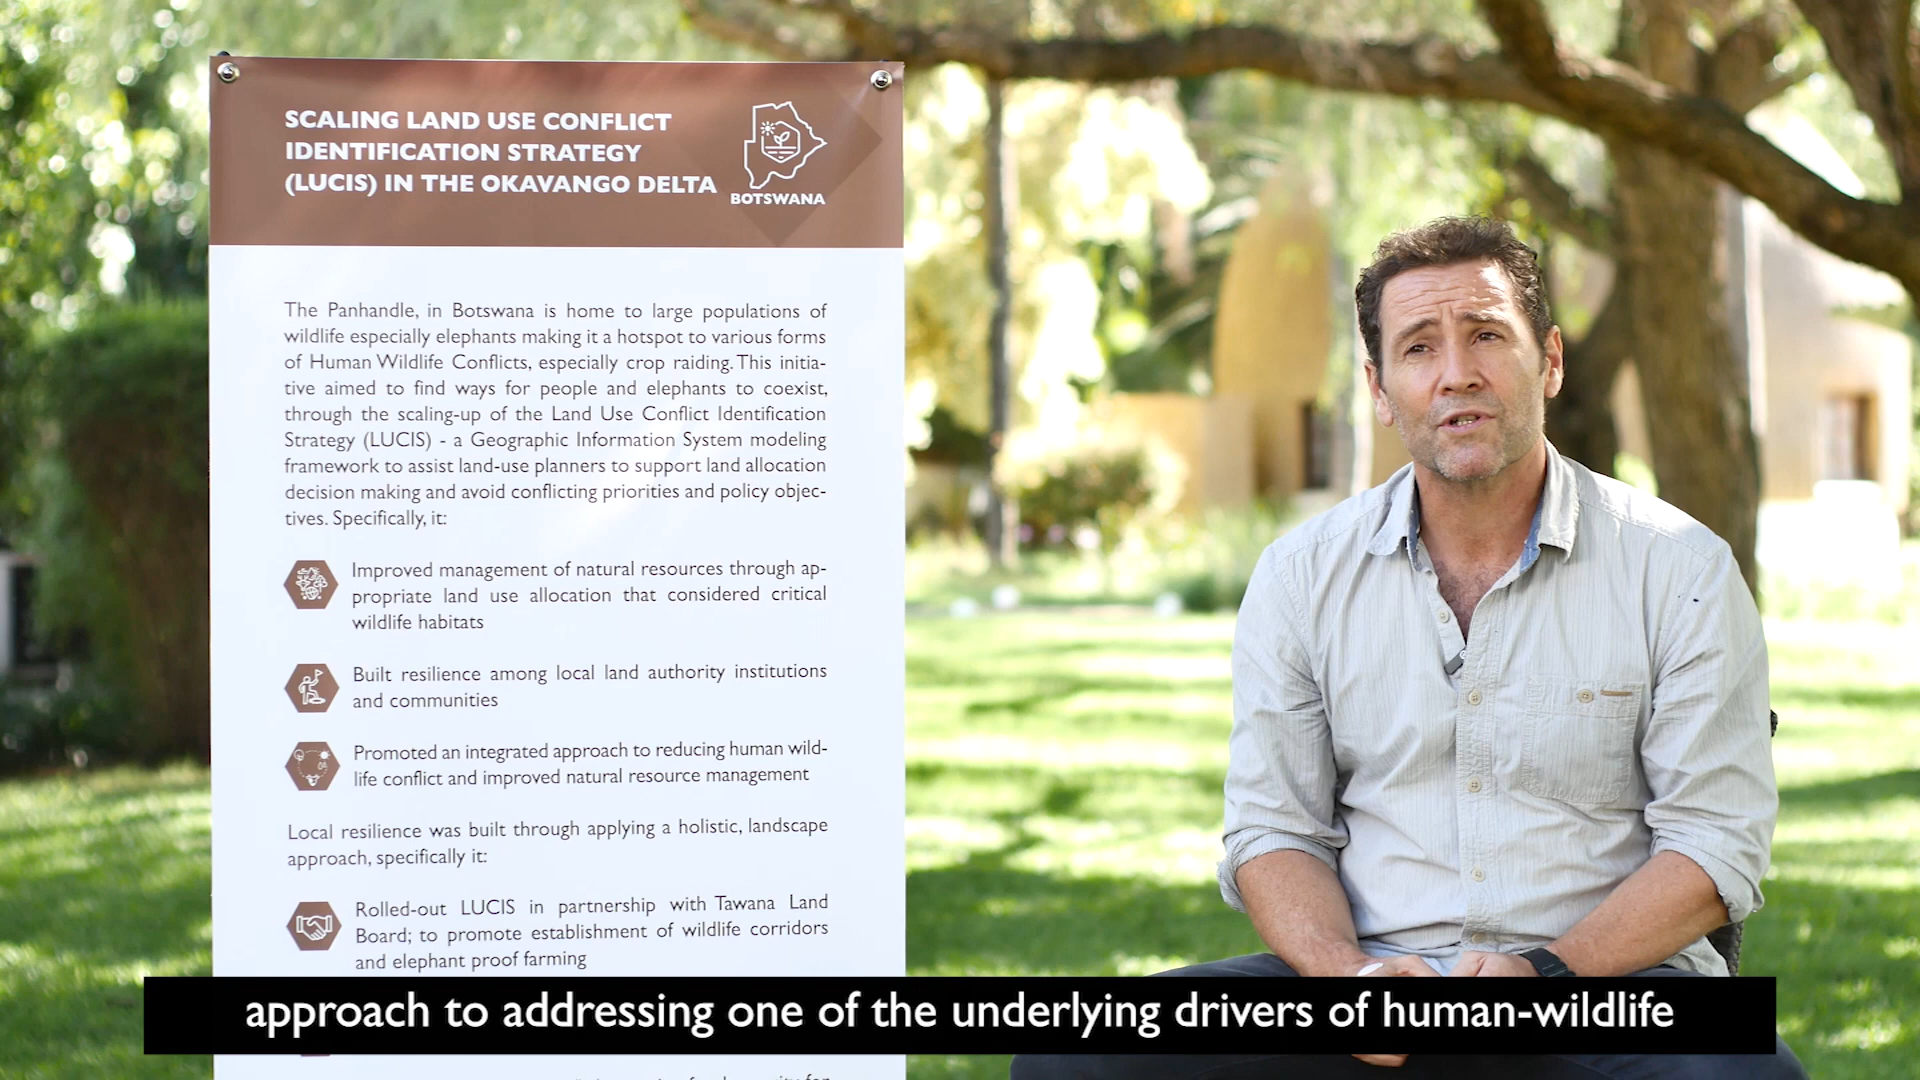 SCALING LAND USE CONFLICT
IDENTIFICATION STRATEGY
(LUCIS) IN THE OKAVANGO DELTA
BOTSWANA
The Panhandle, in Botswana is home to large populations of
wildlife especially elephants making it a hotspot to various forms
of Human Wildlife Conflicts, especially crop raiding. This initia-
tive aimed to find ways for people and elephants to coexist,
through the scaling-up of the Land Use Conflict Identification
Strategy (LUCIS) - a Geographic Information System modeling
framework to assist land-use planners to support land allocation
decision making and avoid conflicting priorities and policy objec-
tives. Specifically, it:
Improved management of natural resources through ap-
propriate land use allocation that considered critical
wildlife habitats
Built resilience among local land authority institutions
and communities
Promoted an integrated approach to reducing human wild-
life conflict and improved natural resource management
Local resilience was built through applying a holistic, landscape
approach, specifically it:
Rolled-out LUCIS in partnership with Tawana Land
Board; to promote establishment of wildlife corridors
and elephant proof farming
approach to addressing one of the underlying drivers of human-wildlife